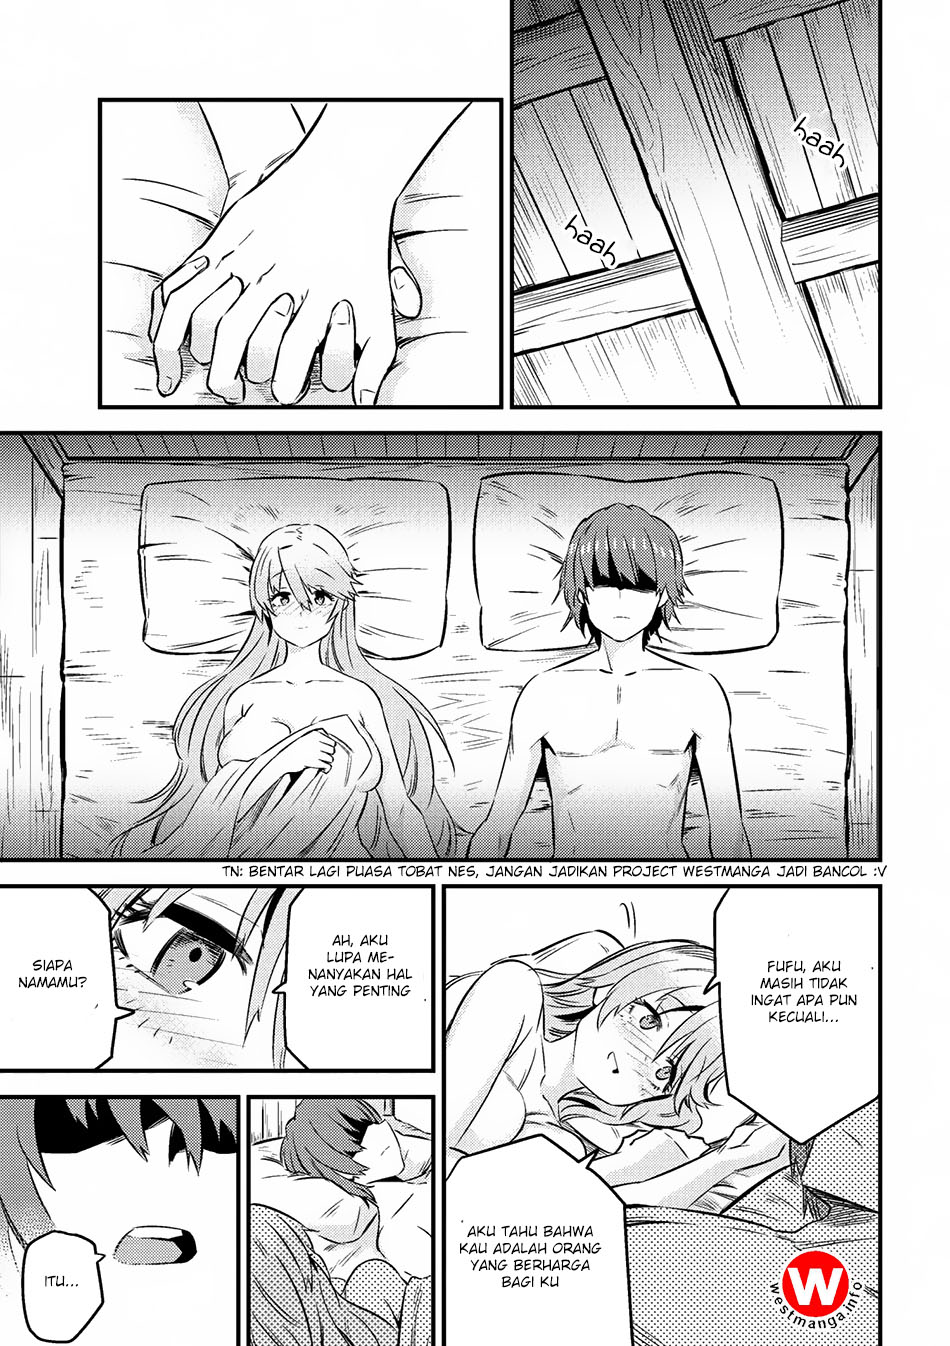 haah
haah
TN: BENTAR LAGI PUASA TOBAT NES, JANGAN JADIKAN PROJECT WESTMANGA JADI BANCOL :V
FUFU, AKU
MASIH TIDAK
INGAT APA PUN
KECUALI...
AKU TAHU BAHWA
KAU ADALAH ORANG
YANG BERHARGA
BAGI KU
AH, AKU
LUPA ME-
NANYAKAN HAL
YANG PENTING
SIAPA
NAMAMU?
ITU...
W
westmanga.info